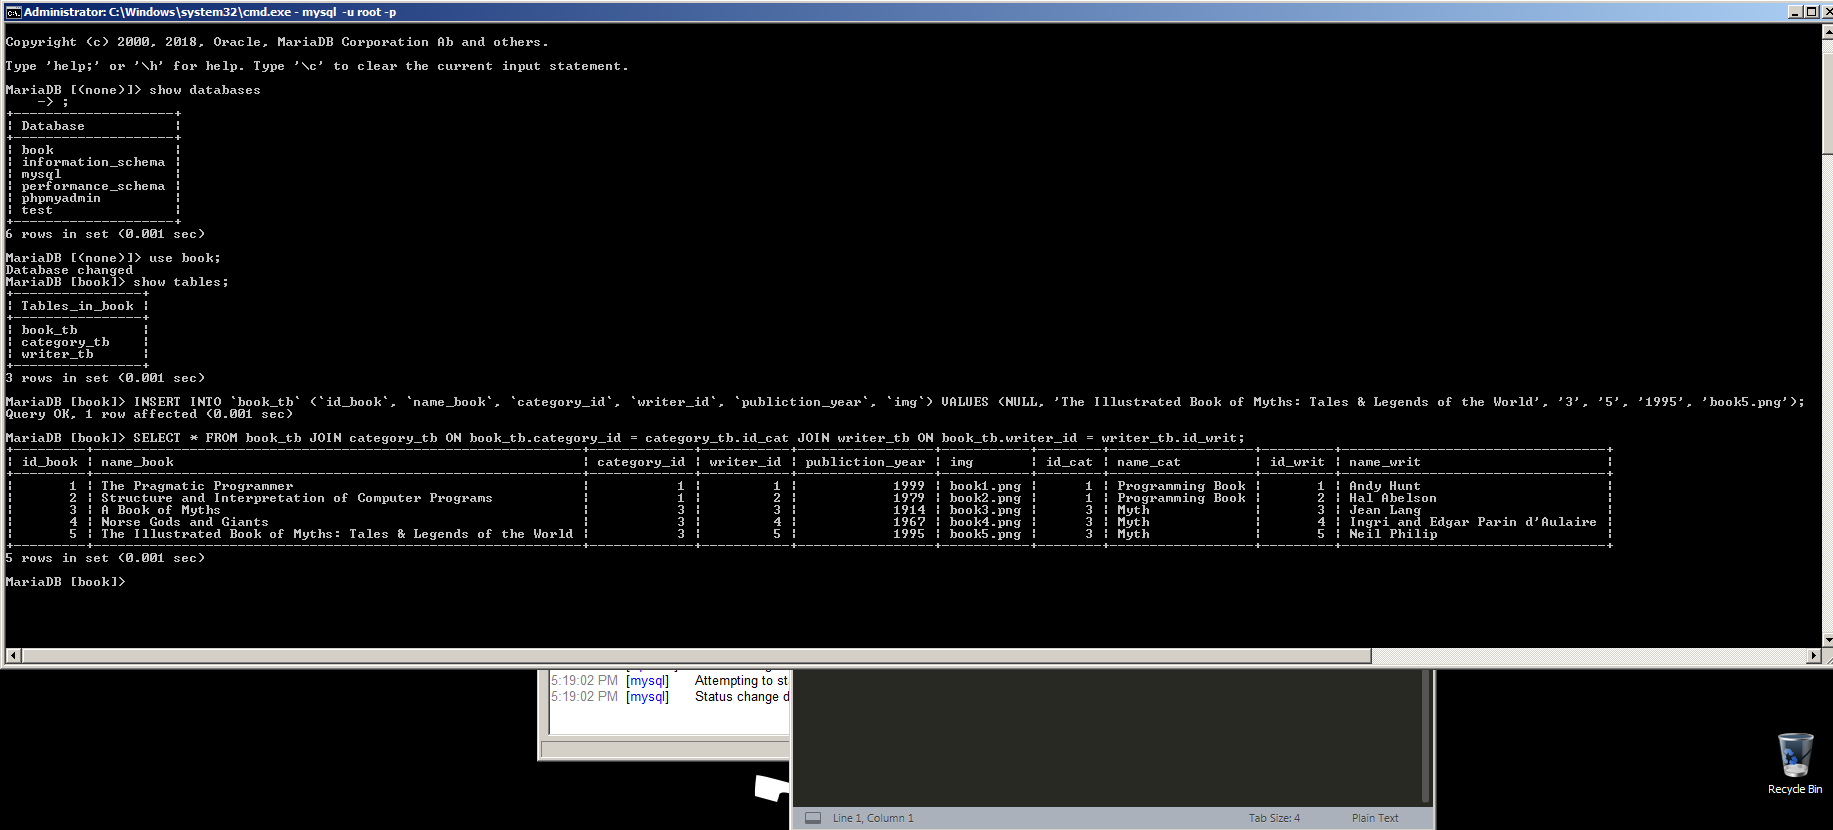 Administrator: C:\Windows\system32\cmd.exe - mysql  -u root -p
Copyright (c) 2000, 2018, Oracle, MariaDB Corporation Ab and others.
Type 'help;' or '\h' for help. Type '\c' to clear the current input statement.
MariaDB [(none)]> show databases
    -> ;
+--------------------+
| Database           |
+--------------------+
| book               |
| information_schema |
| mysql              |
| performance_schema |
| phpmyadmin         |
| test               |
+--------------------+
6 rows in set (0.001 sec)
MariaDB [(none)]> use book;
Database changed
MariaDB [book]> show tables;
+----------------+
| Tables_in_book |
+----------------+
| book_tb        |
| category_tb    |
| writer_tb      |
+----------------+
3 rows in set (0.001 sec)
MariaDB [book]> INSERT INTO `book_tb` (`id_book`, `name_book`, `category_id`, `writer_id`, `publiction_year`, `img`) VALUES (NULL, 'The Illustrated Book of Myths: Tales & Legends of the World', '3', '5', '1995', 'book5.png');
Query OK, 1 row affected (0.001 sec)
MariaDB [book]> SELECT * FROM book_tb JOIN category_tb ON book_tb.category_id = category_tb.id_cat JOIN writer_tb ON book_tb.writer_id = writer_tb.id_writ;
| id_book | name_book | category_id | writer_id | publiction_year | img | id_cat | name_cat | id_writ | name_writ |
| 1 | The Pragmatic Programmer | 1 | 1 | 1999 | book1.png | 1 | Programming Book | 1 | Andy Hunt |
| 2 | Structure and Interpretation of Computer Programs | 1 | 2 | 1979 | book2.png | 1 | Programming Book | 2 | Hal Abelson |
| 3 | A Book of Myths | 3 | 3 | 1914 | book3.png | 3 | Myth | 3 | Jean Lang |
| 4 | Norse Gods and Giants | 3 | 4 | 1967 | book4.png | 3 | Myth | 4 | Ingri and Edgar Parin d'Aulaire |
| 5 | The Illustrated Book of Myths: Tales & Legends of the World | 3 | 5 | 1995 | book5.png | 3 | Myth | 5 | Neil Philip |
5 rows in set (0.001 sec)
MariaDB [book]>
5:19:02 PM [mysql] Attempting to st
5:19:02 PM [mysql] Status change d
Line 1, Column 1
Tab Size: 4
Plain Text
Recycle Bin